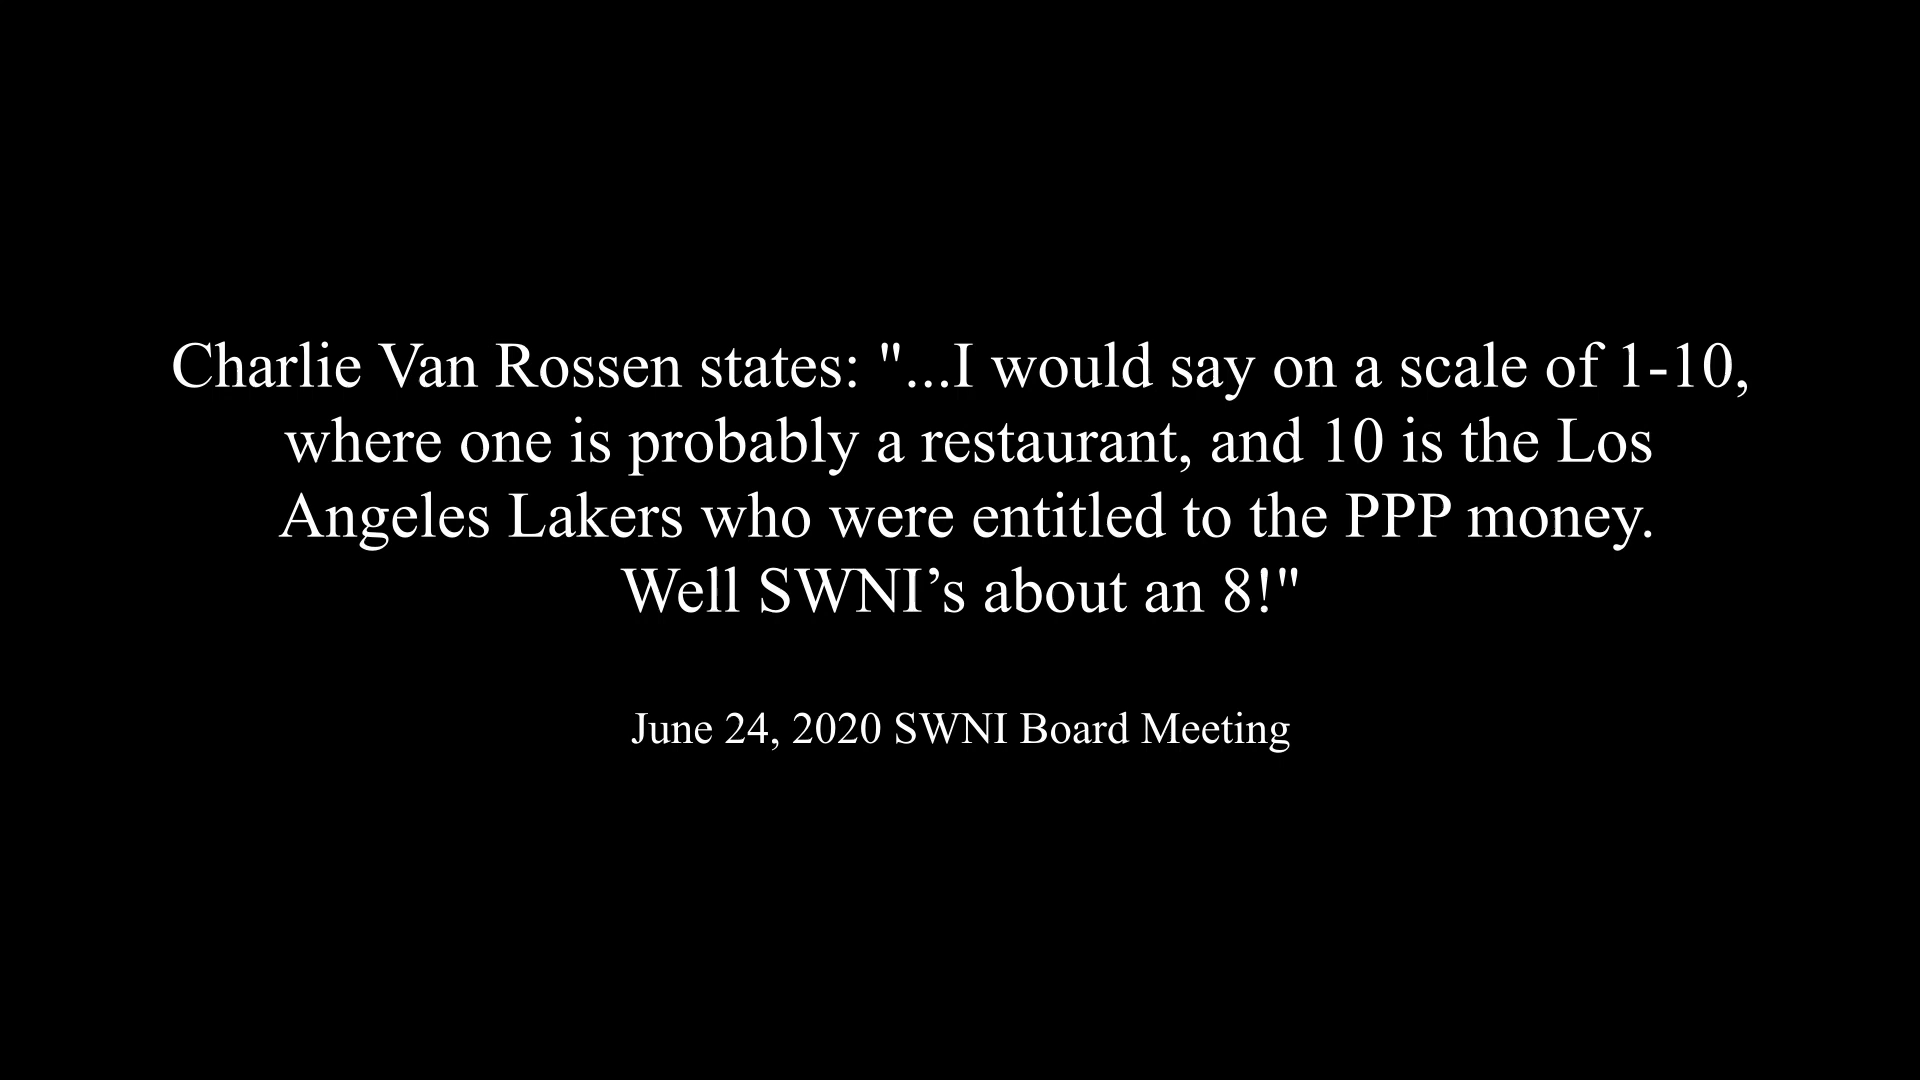 Charlie Van Rossen states: "...I would say on a scale of 1-10,
where one is probably a restaurant, and 10 is the Los
Angeles Lakers who were entitled to the PPP money.
Well SWNI’s about an 8!"
June 24, 2020 SWNI Board Meeting